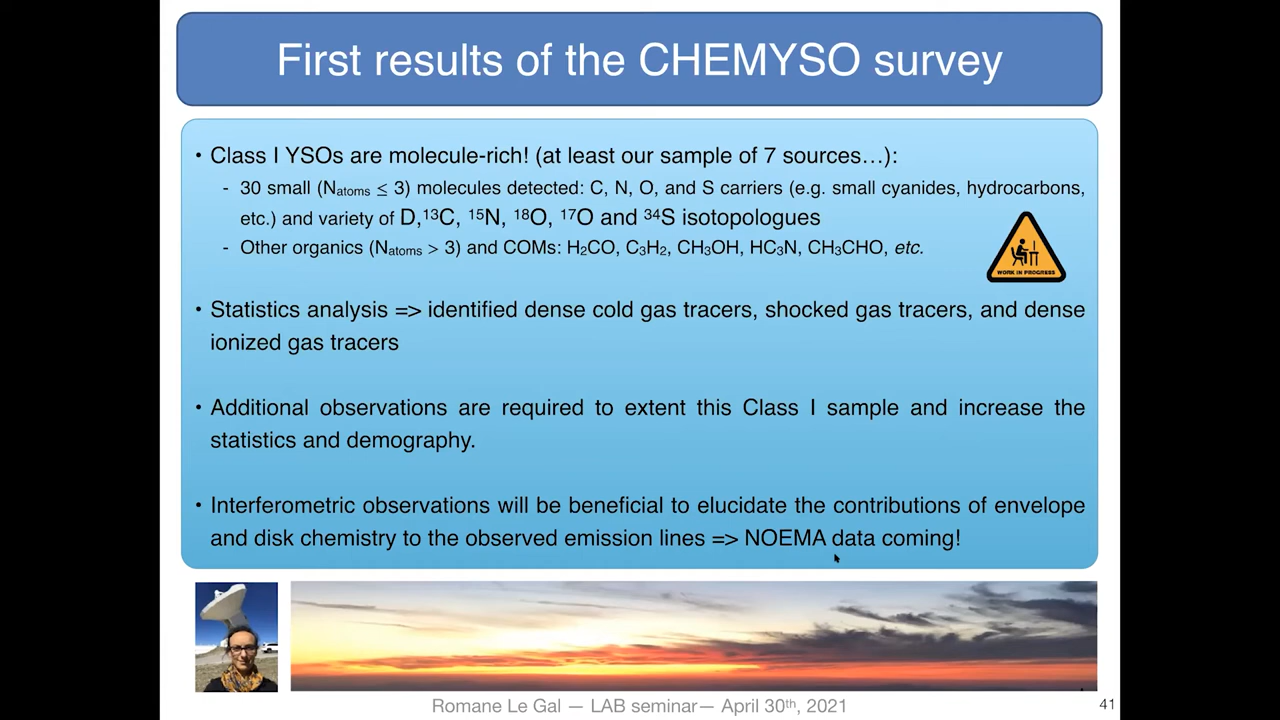 First results of the CHEMYSO survey
• Class I YSOs are molecule-rich! (at least our sample of 7 sources…):
- 30 small (Nₐₜₒₘₛ ≤ 3) molecules detected: C, N, O, and S carriers (e.g. small cyanides, hydrocarbons,
etc.) and variety of D,¹³C, ¹⁵N, ¹⁸O, ¹⁷O and ³⁴S isotopologues
- Other organics (Nₐₜₒₘₛ > 3) and COMs: H₂CO, C₃H₂, CH₃OH, HC₃N, CH₃CHO, etc.
WORK IN PROGRESS
• Statistics analysis => identified dense cold gas tracers, shocked gas tracers, and dense
ionized gas tracers
• Additional observations are required to extent this Class I sample and increase the
statistics and demography.
• Interferometric observations will be beneficial to elucidate the contributions of envelope
and disk chemistry to the observed emission lines => NOEMA data coming!
Romane Le Gal — LAB seminar— April 30ᵗʰ, 2021
41